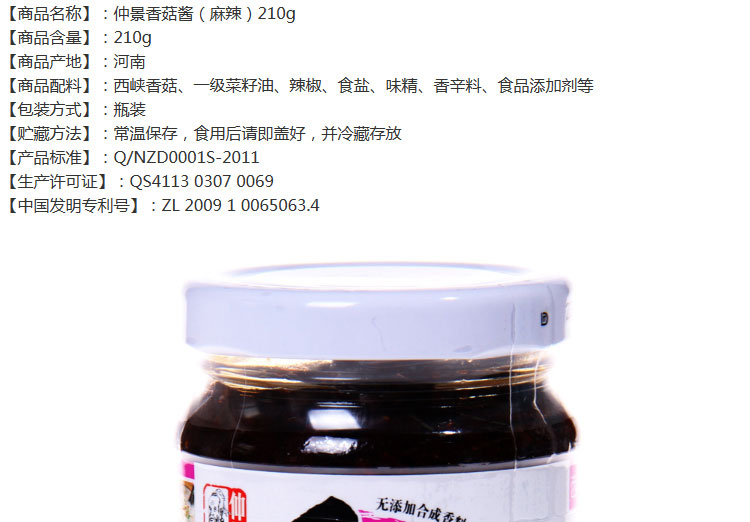 【商品名称】：仲景香菇酱（麻辣）210g
【商品含量】：210g
【商品产地】：河南
【商品配料】：西峡香菇、一级菜籽油、辣椒、食盐、味精、香辛料、食品添加剂等
【包装方式】：瓶装
【贮藏方法】：常温保存，食用后请即盖好，并冷藏存放
【产品标准】：Q/NZD0001S-2011
【生产许可证】：QS4113 0307 0069
【中国发明专利号】：ZL 2009 1 0065063.4
无添加合成香料
仲